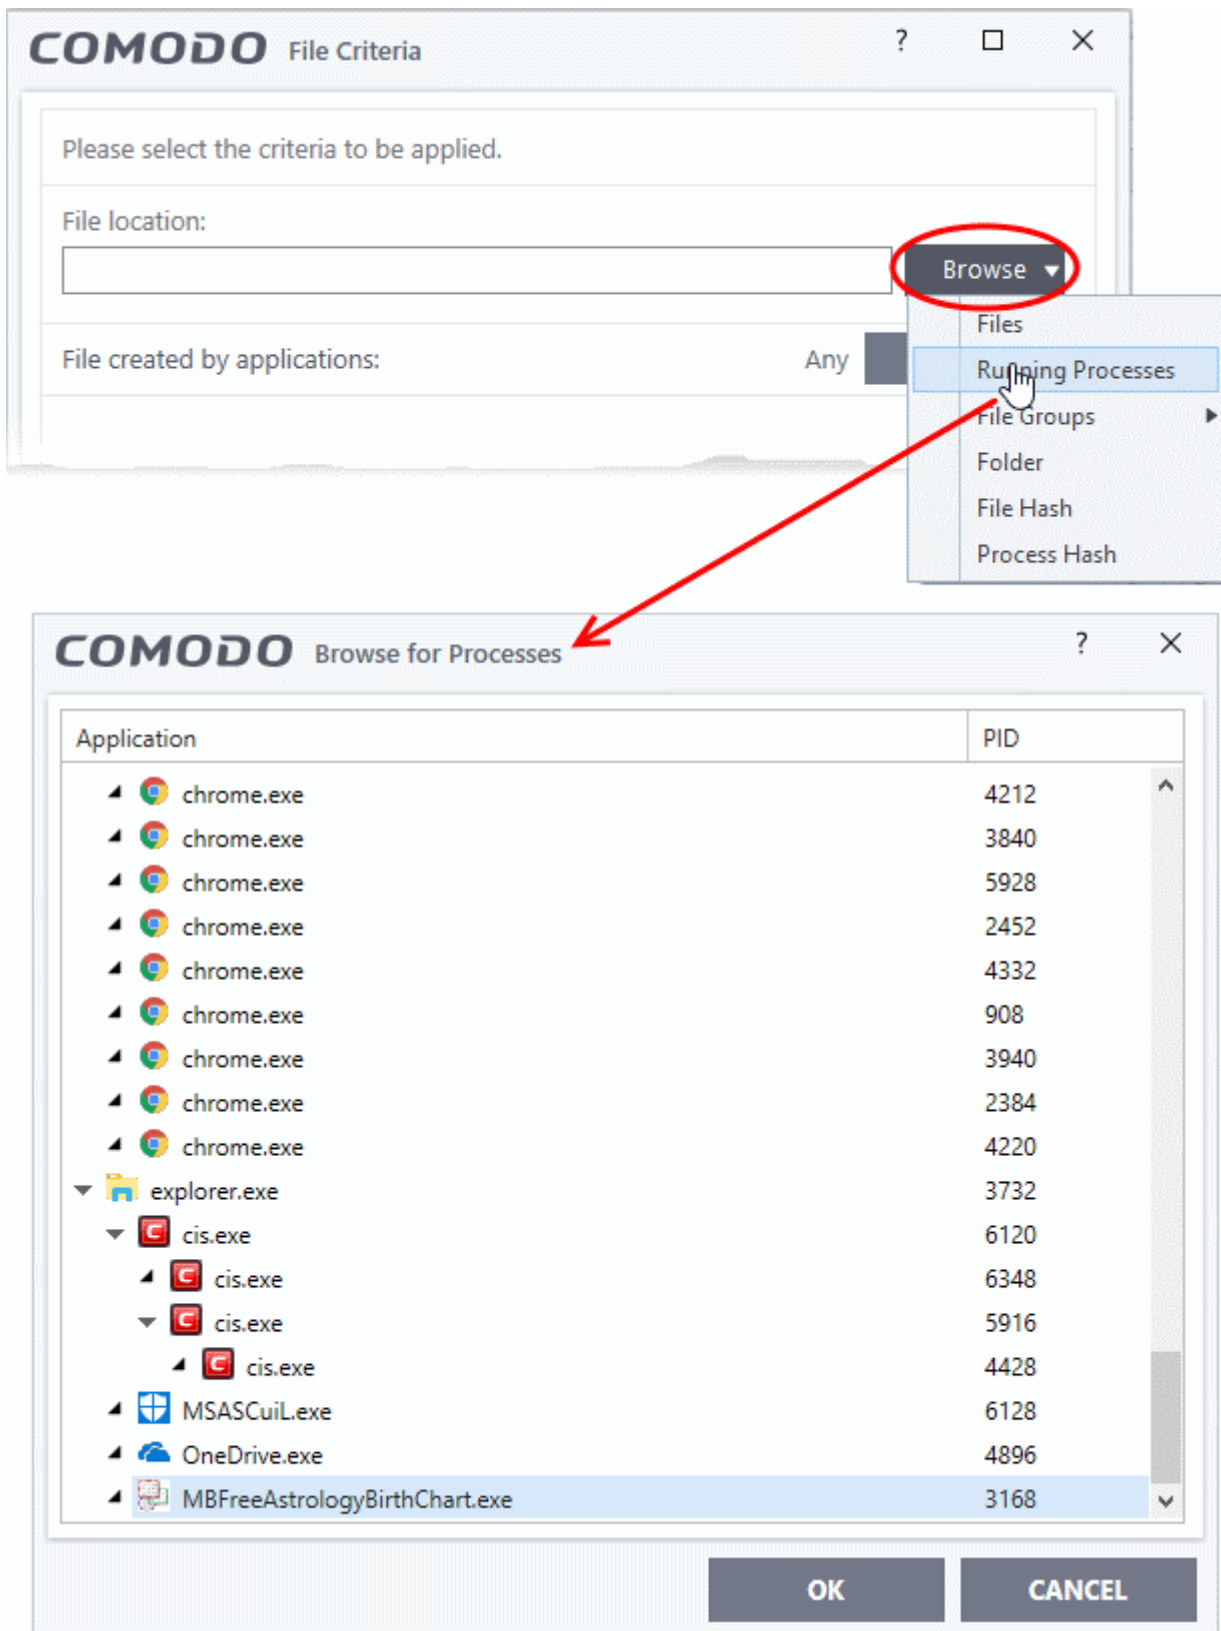 COMODO File Criteria ?
Please select the criteria to be applied.
File location:
Browse
Files
File created by applications: Any
Running Processes
File Groups
Folder
File Hash
Process Hash
COMODO Browse for Processes ?
Application PID
chrome.exe 4212
chrome.exe 3840
chrome.exe 5928
chrome.exe 2452
chrome.exe 4332
chrome.exe 908
chrome.exe 3940
chrome.exe 2384
chrome.exe 4220
explorer.exe 3732
cis.exe 6120
cis.exe 6348
cis.exe 5916
cis.exe 4428
MSASCuiL.exe 6128
OneDrive.exe 4896
MBFreeAstrologyBirthChart.exe 3168
OK CANCEL